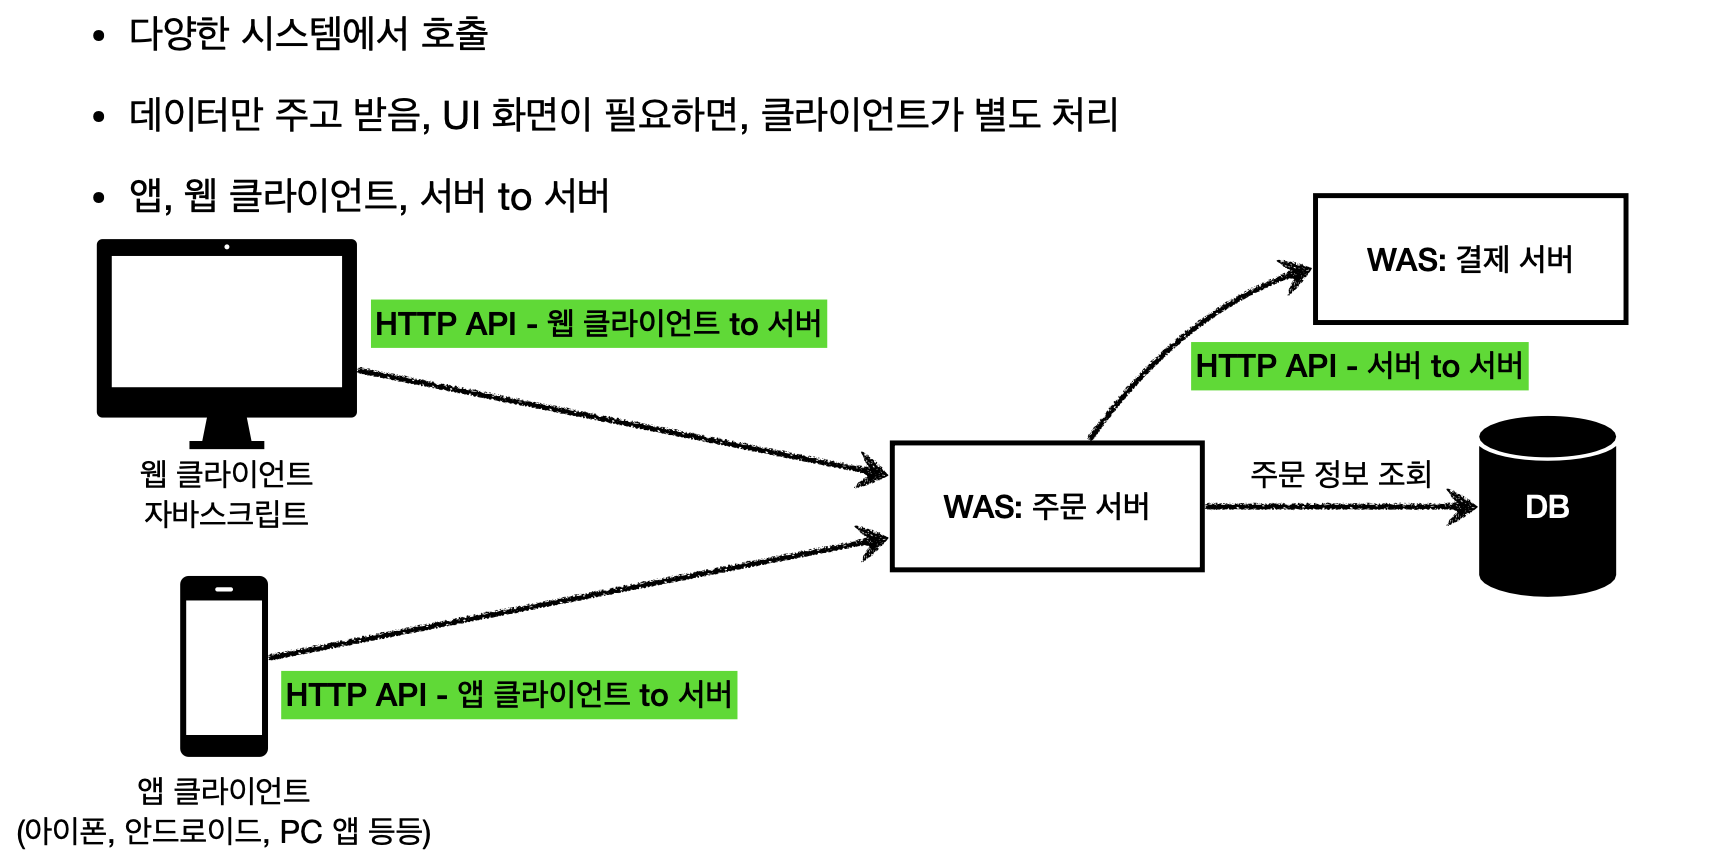 • 다양한 시스템에서 호출
• 데이터만 주고 받음, UI 화면이 필요하면, 클라이언트가 별도 처리
• 앱, 웹 클라이언트, 서버 to 서버
WAS: 결제 서버
HTTP API - 웹 클라이언트 to 서버
HTTP API - 서버 to 서버
웹 클라이언트
자바스크립트
WAS: 주문 서버
주문 정보 조회
DB
HTTP API - 앱 클라이언트 to 서버
앱 클라이언트
(아이폰, 안드로이드, PC 앱 등등)